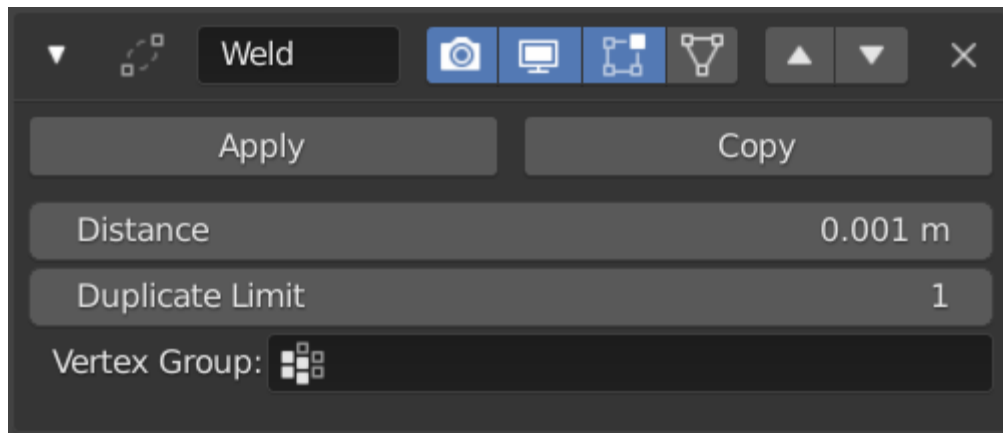 Weld
Apply Copy
Distance 0.001 m
Duplicate Limit 1
Vertex Group: